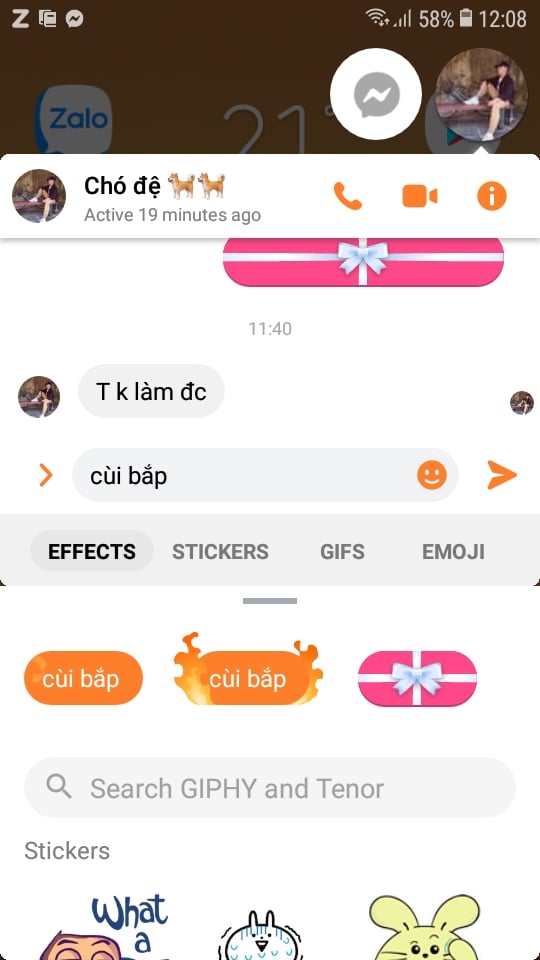 Z
58%
12:08
Zalo
21°
Chó đệ
Active 19 minutes ago
11:40
T k làm đc
cùi bắp
EFFECTS
STICKERS
GIFS
EMOJI
cùi bắp
cùi bắp
Search GIPHY and Tenor
Stickers
What
a